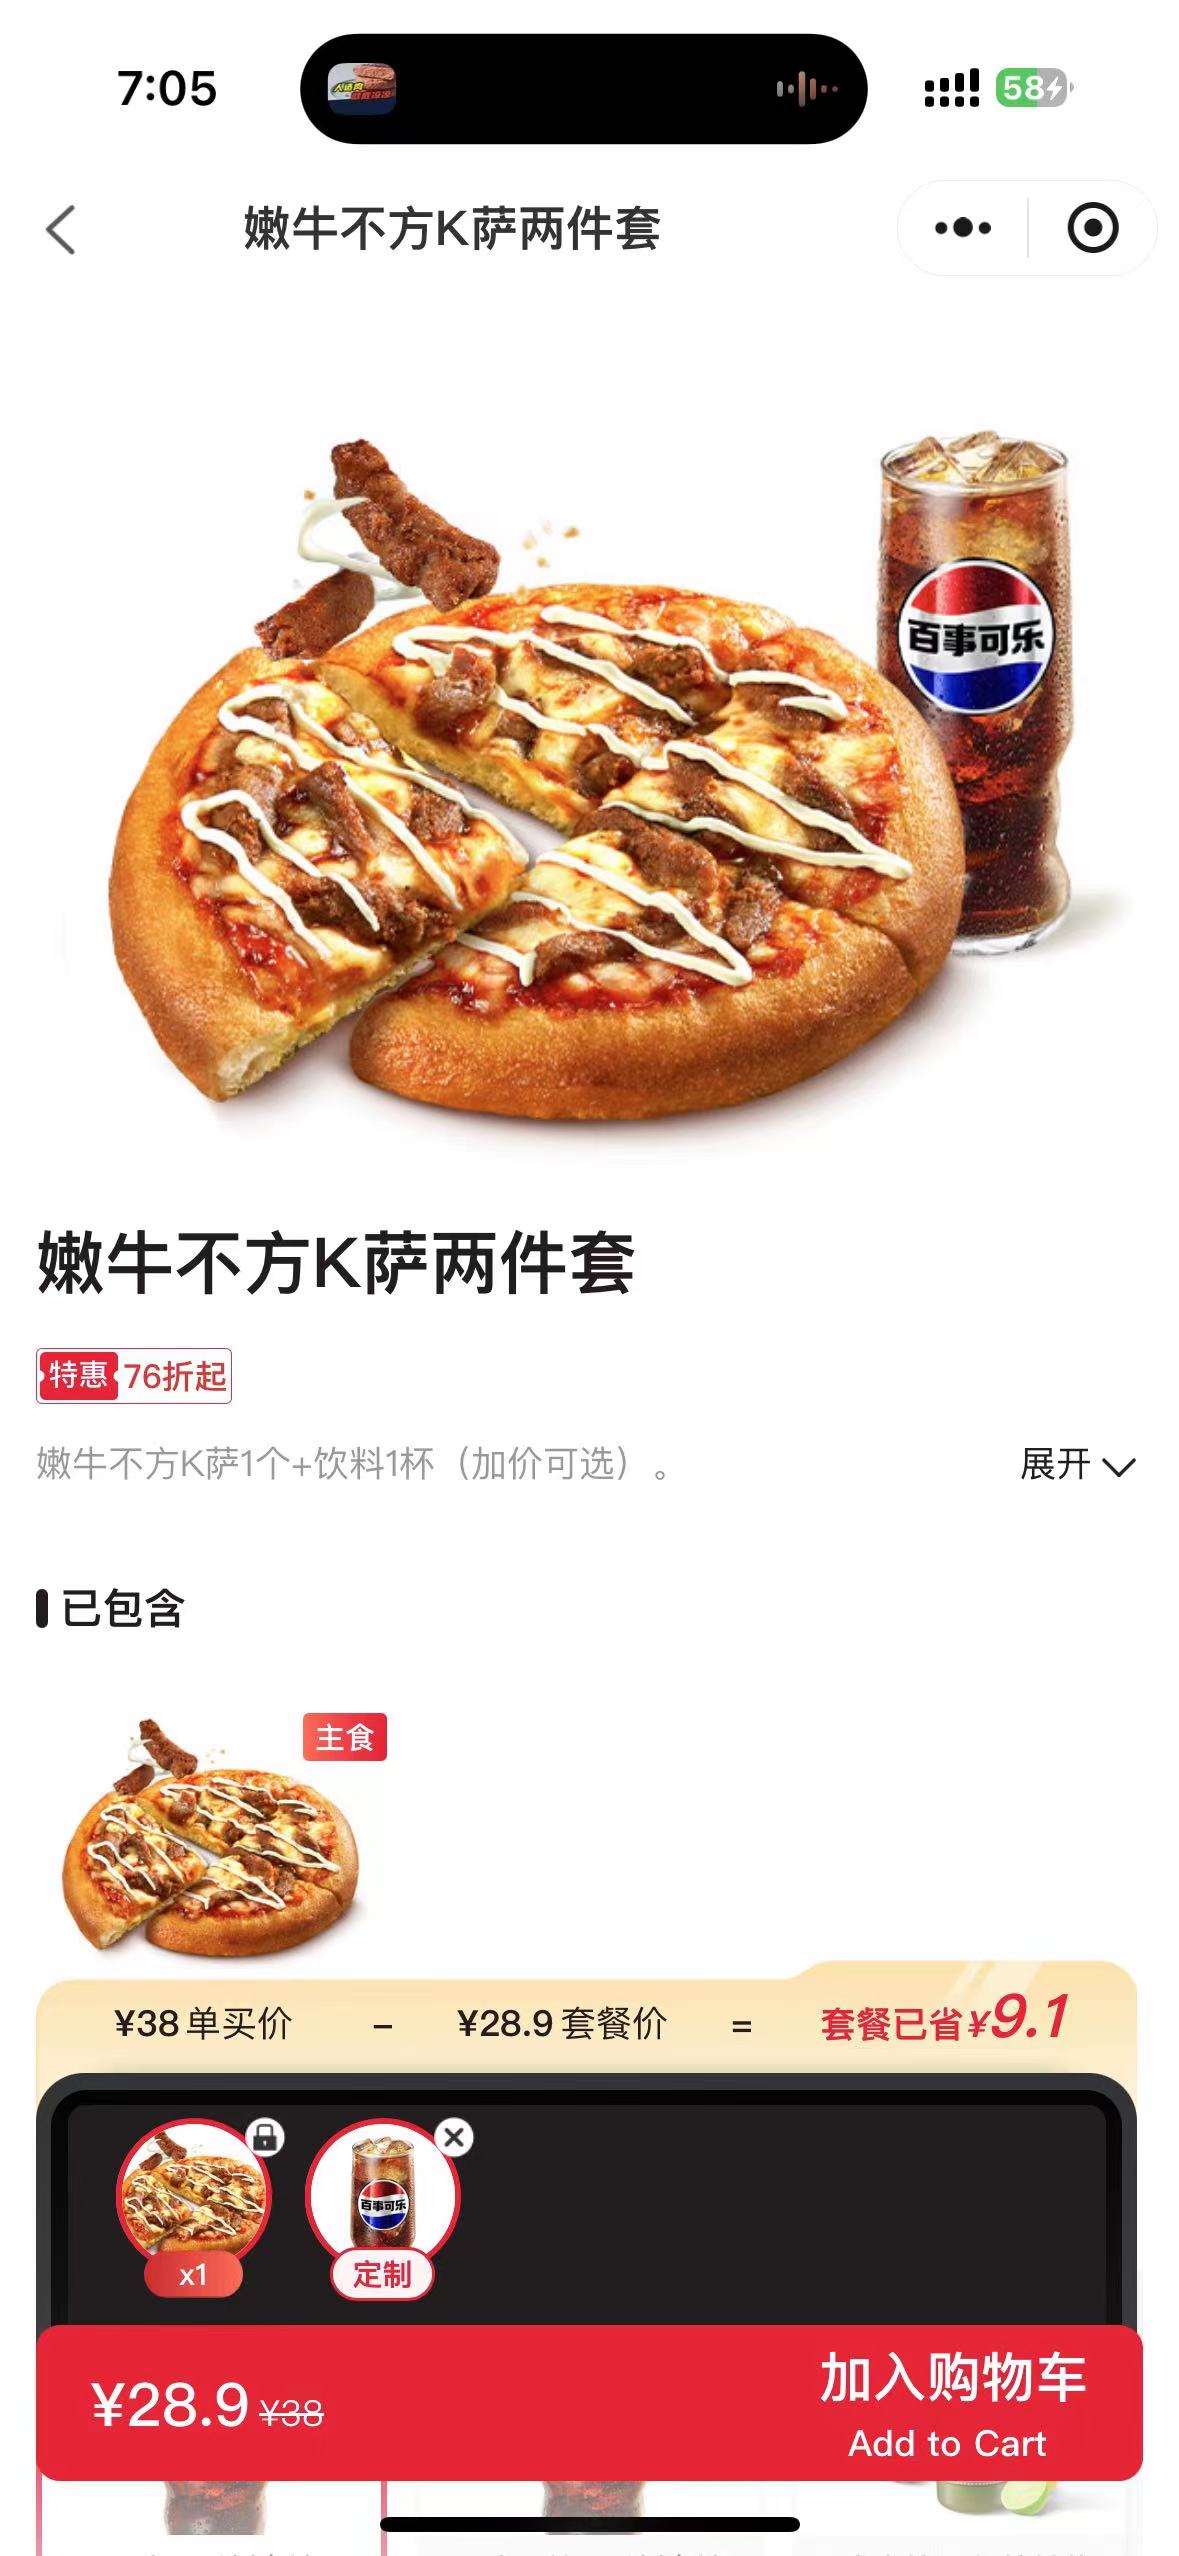 7:05
58
嫩牛不方K萨两件套
百事可乐
嫩牛不方K萨两件套
特惠 76折起
嫩牛不方K萨1个+饮料1杯（加价可选）。
展开
已包含
主食
¥38 单买价 - ¥28.9 套餐价 = 套餐已省¥9.1
百事可乐
x1
定制
¥28.9 ¥38
加入购物车
Add to Cart